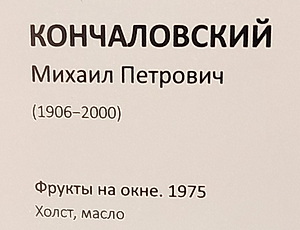 КОНЧАЛОВСКИЙ
Михаил Петрович
(1906–2000)
Фрукты на окне. 1975
Холст, масло